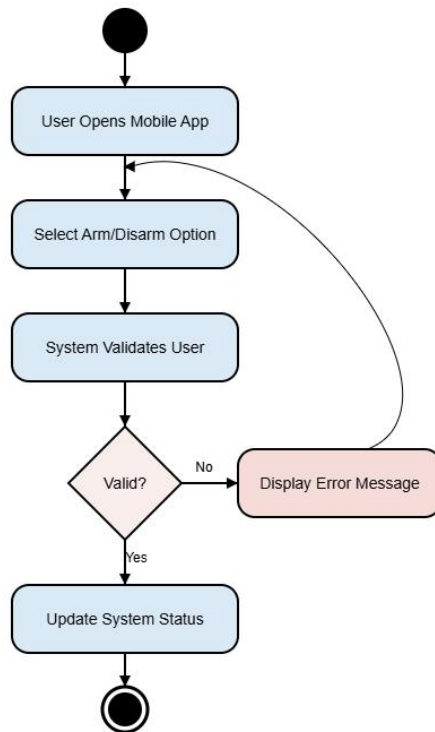 User Opens Mobile App
Select Arm/Disarm Option
System Validates User
Valid?
No
Display Error Message
Yes
Update System Status